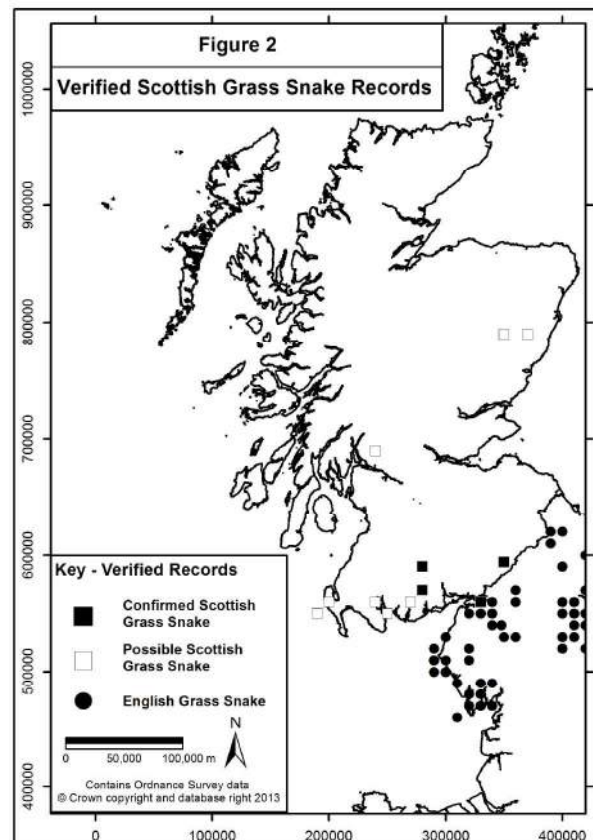 Figure 2
Verified Scottish Grass Snake Records
1000000
900000
800000
700000
600000
500000
400000
Key - Verified Records
Confirmed Scottish
Grass Snake
Possible Scottish
Grass Snake
English Grass Snake
N
50,000
100,000 m
Contains Ordnance Survey data
© Crown copyright and database right 2013
0
100000
200000
300000
400000